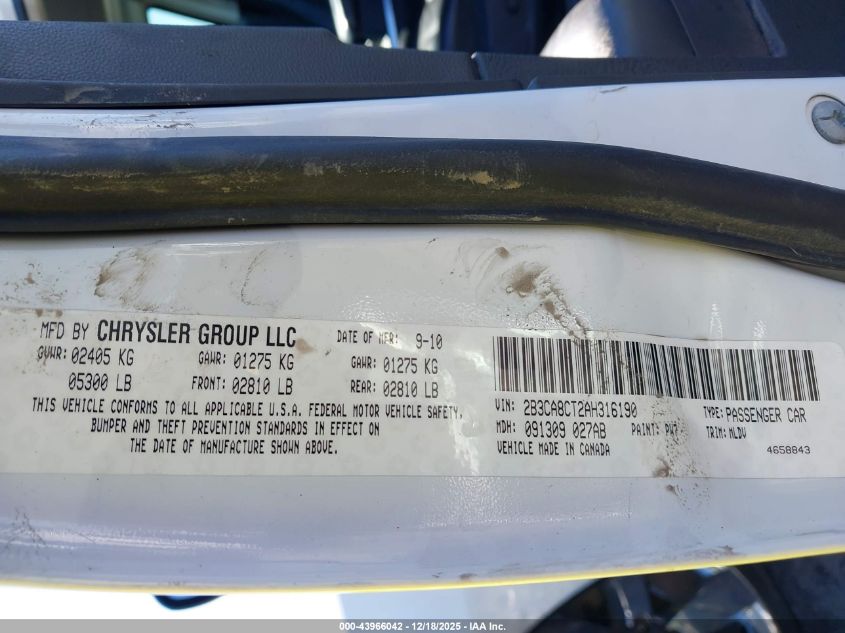 MFD BY CHRYSLER GROUP LLC DATE OF MFR: 9-10
GVWR: 02405 KG GAWR: 01275 KG GAWR: 01275 KG
05300 LB FRONT: 02810 LB REAR: 02810 LB
THIS VEHICLE CONFORMS TO ALL APPLICABLE U.S.A. FEDERAL MOTOR VEHICLE SAFETY,
BUMPER AND THEFT PREVENTION STANDARDS IN EFFECT ON
THE DATE OF MANUFACTURE SHOWN ABOVE.
VIN: 2B3CA8CT2AH316190 TYPE: PASSENGER CAR
MDH: 091309 027AB PAINT: PW7 TRIM: MLDV
VEHICLE MADE IN CANADA 4658843
000-43966042 - 12/18/2025 - IAA Inc.